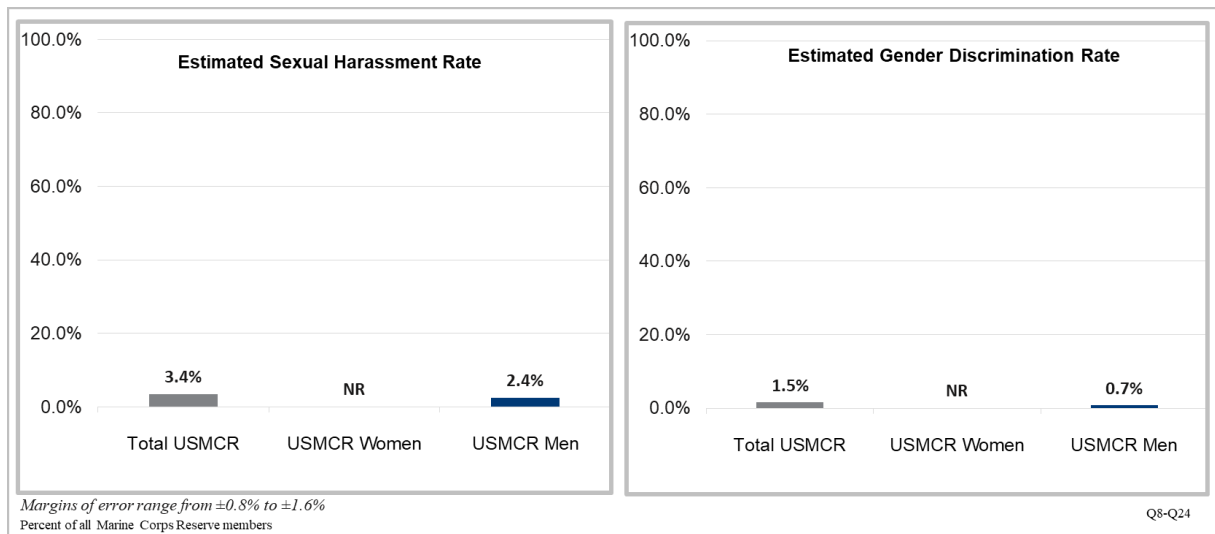 Estimated Sexual Harassment Rate
100.0%
80.0%
60.0%
40.0%
20.0%
0.0%
3.4%
NR
2.4%
Total USMCR
USMCR Women
USMCR Men
Estimated Gender Discrimination Rate
100.0%
80.0%
60.0%
40.0%
20.0%
0.0%
1.5%
NR
0.7%
Total USMCR
USMCR Women
USMCR Men
Margins of error range from ±0.8% to ±1.6%
Percent of all Marine Corps Reserve members
Q8-Q24